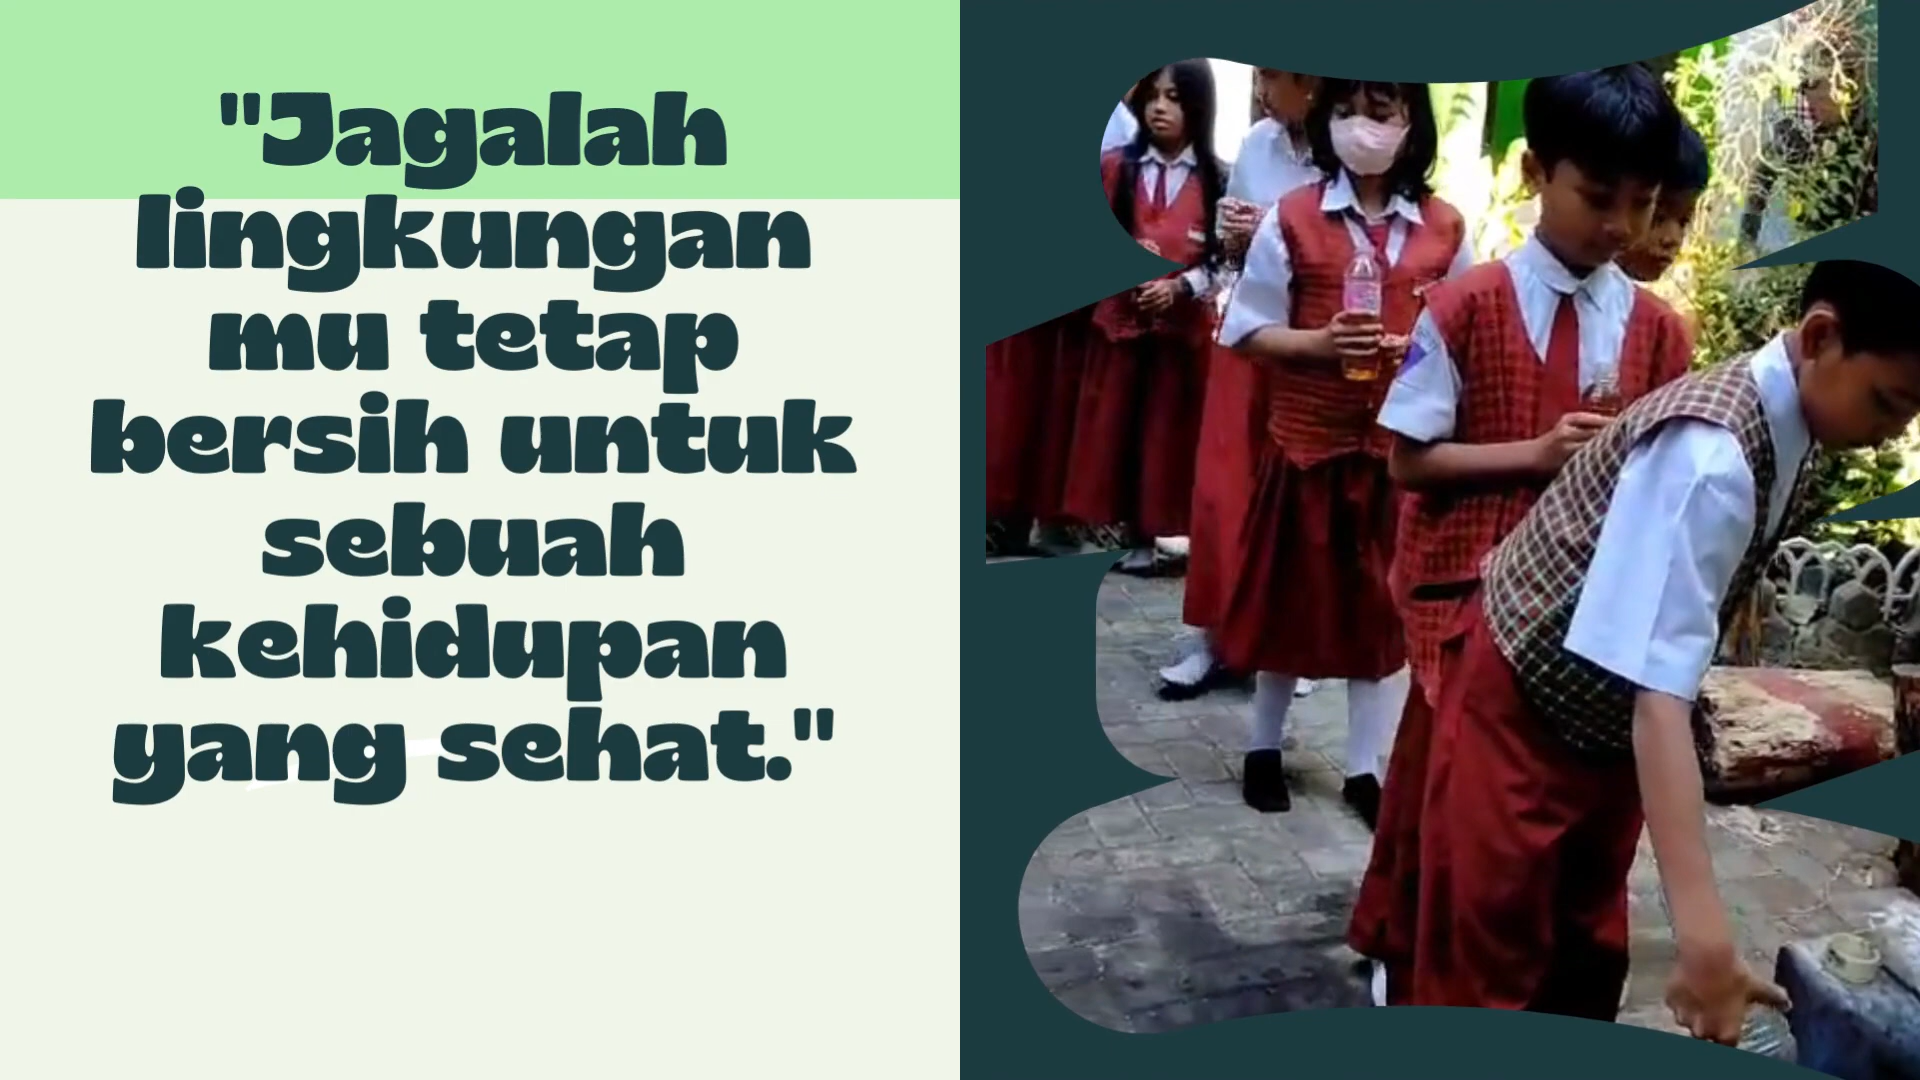 "Jagalah
lingkungan
mu tetap
bersih untuk
sebuah
kehidupan
yang sehat."